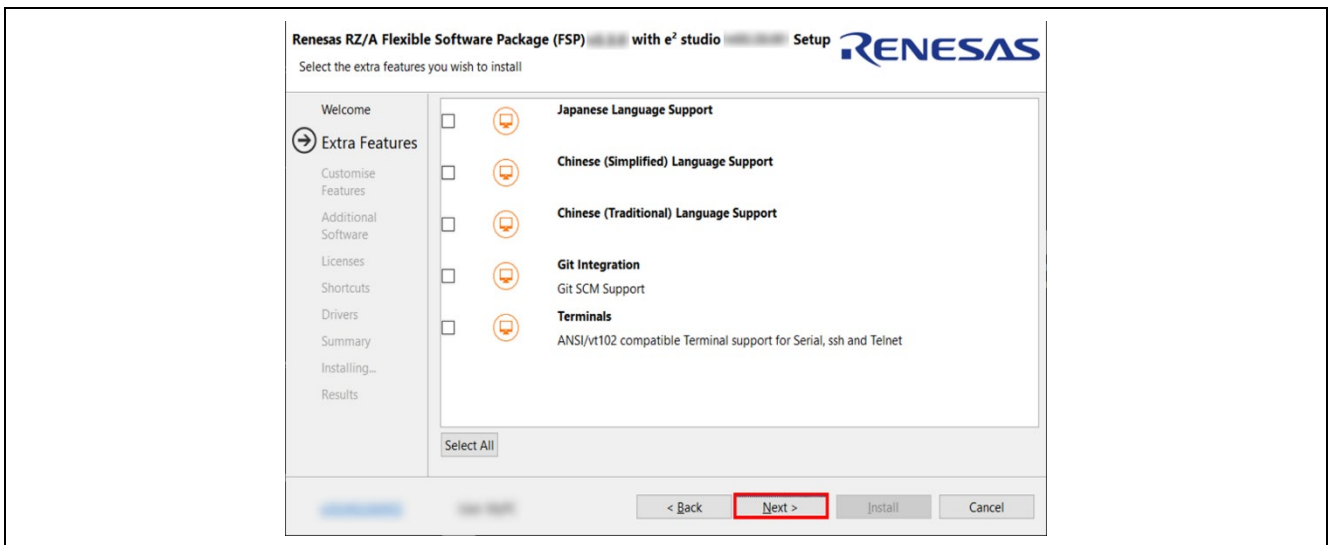 Renesas RZ/A Flexible Software Package (FSP) with e² studio Setup
RENESAS
Select the extra features you wish to install
Welcome
Extra Features
Customise
Features
Additional
Software
Licenses
Shortcuts
Drivers
Summary
Installing...
Results
Japanese Language Support
Chinese (Simplified) Language Support
Chinese (Traditional) Language Support
Git Integration
Git SCM Support
Terminals
ANSI/vt102 compatible Terminal support for Serial, ssh and Telnet
Select All
< Back Next > Install Cancel